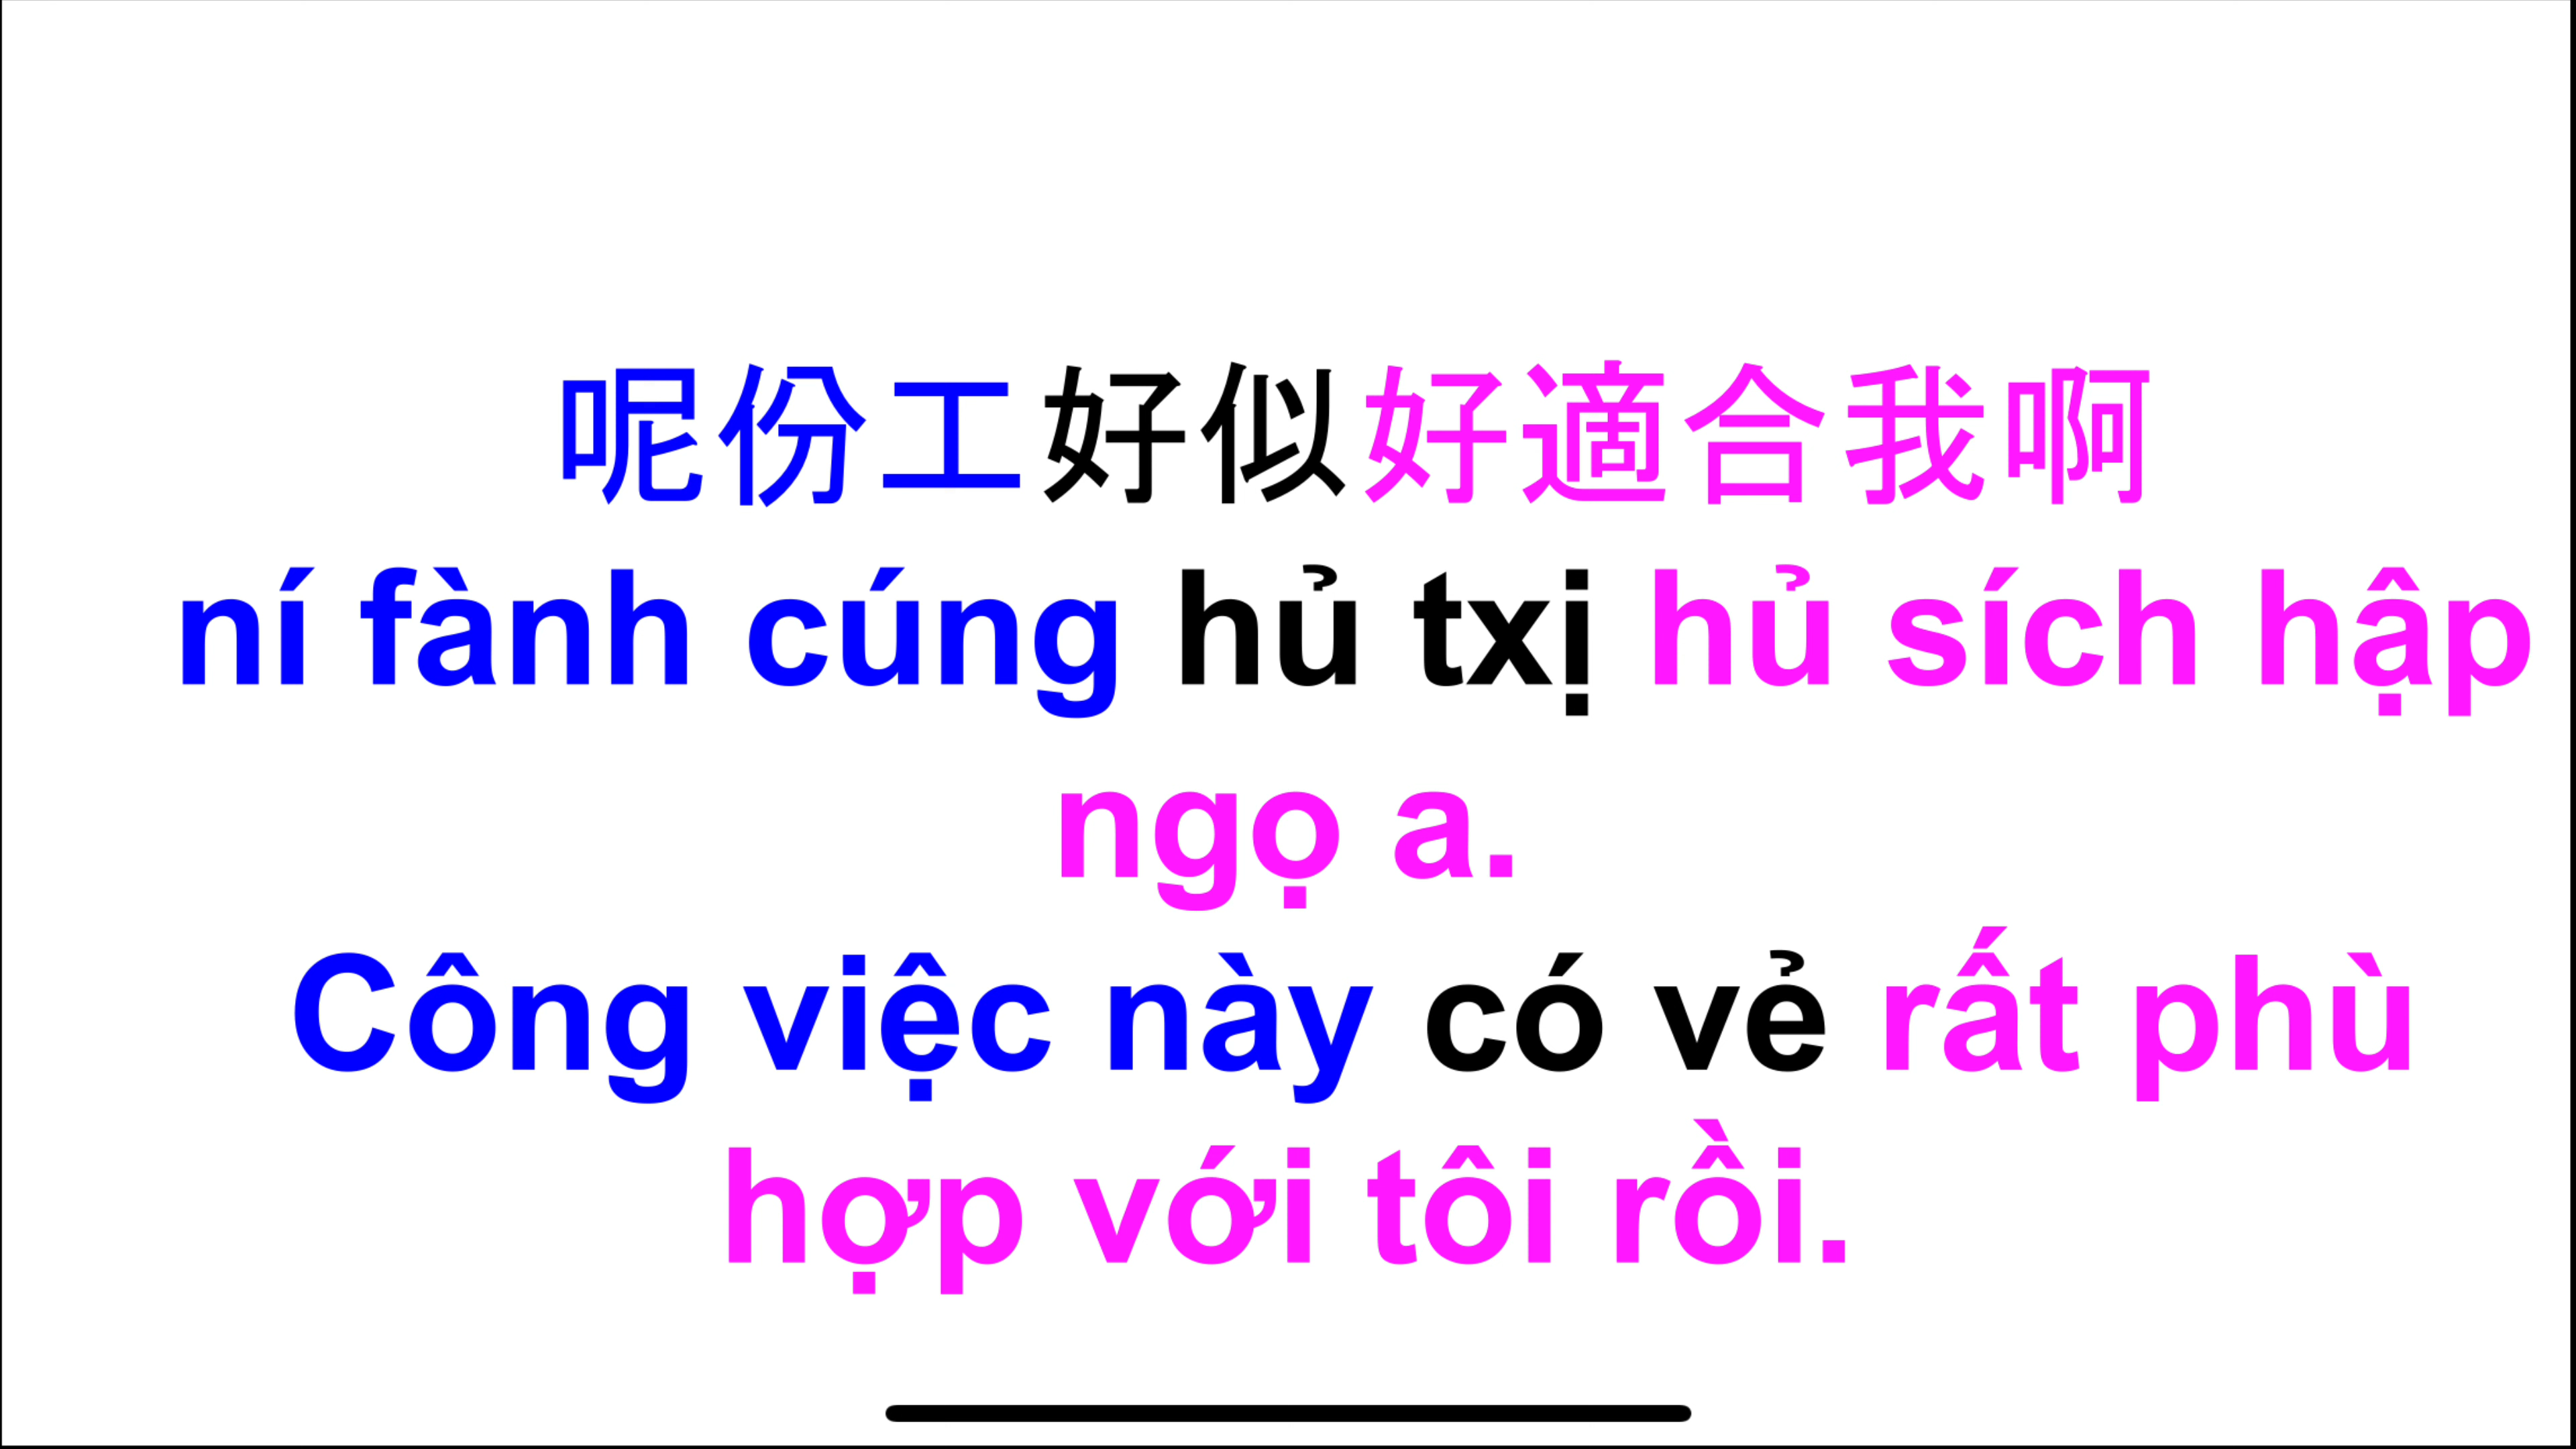 呢份工好似好適合我啊
ní fành cúng hủ txị hủ sích hập
ngọ a.
Công việc này có vẻ rất phù
hợp với tôi rồi.